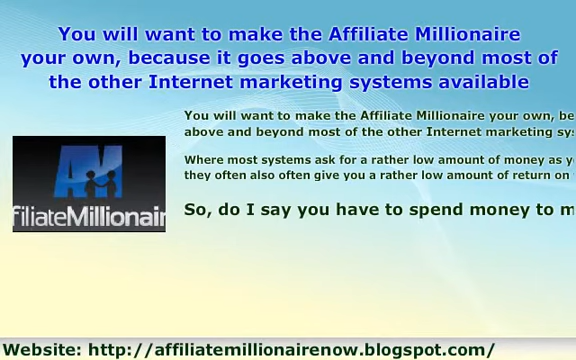 You will want to make the Affiliate Millionaire
your own, because it goes above and beyond most of
the other Internet marketing systems available
You will want to make the Affiliate Millionaire your own, be
above and beyond most of the other Internet marketing sy
Where most systems ask for a rather low amount of money as y
they often also often give you a rather low amount of return on
So, do I say you have to spend money to m
AM
ffiliateMillionair
Website: http://affiliatemillionairenow.blogspot.com/